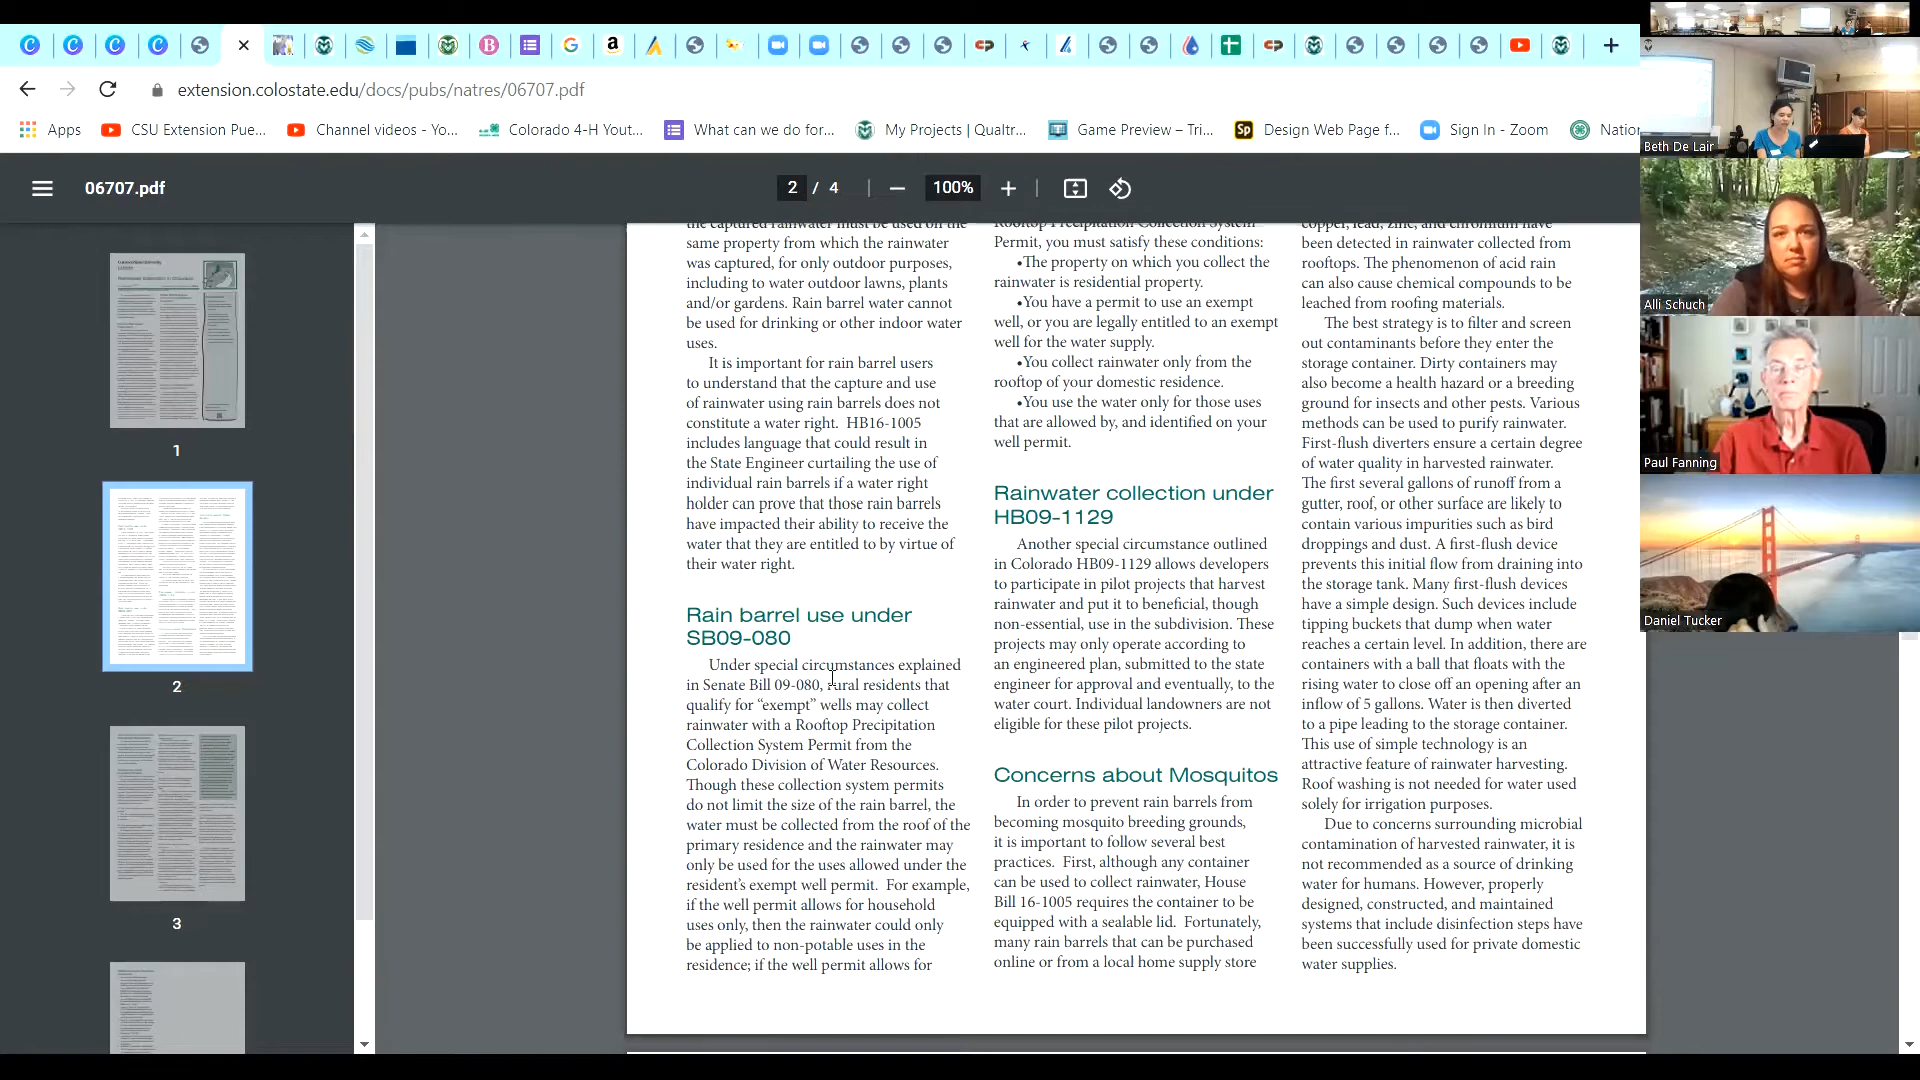 extension.colostate.edu/docs/pubs/natres/06707.pdf
Apps
CSU Extension Pue...
Channel videos - Yo...
Colorado 4-H Yout...
What can we do for...
My Projects | Qualtr...
Game Preview – Tri...
Design Web Page f...
Sign In - Zoom
Natio
06707.pdf
2 / 4
100%
1
2
3
the captured rainwater must be used on the
same property from which the rainwater
was captured, for only outdoor purposes,
including to water outdoor lawns, plants
and/or gardens. Rain barrel water cannot
be used for drinking or other indoor water
uses.
It is important for rain barrel users
to understand that the capture and use
of rainwater using rain barrels does not
constitute a water right. HB16-1005
includes language that could result in
the State Engineer curtailing the use of
individual rain barrels if a water right
holder can prove that those rain barrels
have impacted their ability to receive the
water that they are entitled to by virtue of
their water right.
Rain barrel use under
SB09-080
Under special circumstances explained
in Senate Bill 09-080, rural residents that
qualify for “exempt” wells may collect
rainwater with a Rooftop Precipitation
Collection System Permit from the
Colorado Division of Water Resources.
Though these collection system permits
do not limit the size of the rain barrel, the
water must be collected from the roof of the
primary residence and the rainwater may
only be used for the uses allowed under the
resident’s exempt well permit. For example,
if the well permit allows for household
uses only, then the rainwater could only
be applied to non-potable uses in the
residence; if the well permit allows for
Rooftop Precipitation Collection System
Permit, you must satisfy these conditions:
•The property on which you collect the
rainwater is residential property.
•You have a permit to use an exempt
well, or you are legally entitled to an exempt
well for the water supply.
•You collect rainwater only from the
rooftop of your domestic residence.
•You use the water only for those uses
that are allowed by, and identified on your
well permit.
Rainwater collection under
HB09-1129
Another special circumstance outlined
in Colorado HB09-1129 allows developers
to participate in pilot projects that harvest
rainwater and put it to beneficial, though
non-essential, use in the subdivision. These
projects may only operate according to
an engineered plan, submitted to the state
engineer for approval and eventually, to the
water court. Individual landowners are not
eligible for these pilot projects.
Concerns about Mosquitos
In order to prevent rain barrels from
becoming mosquito breeding grounds,
it is important to follow several best
practices. First, although any container
can be used to collect rainwater, House
Bill 16-1005 requires the container to be
equipped with a sealable lid. Fortunately,
many rain barrels that can be purchased
online or from a local home supply store
copper, lead, zinc, and chromium have
been detected in rainwater collected from
rooftops. The phenomenon of acid rain
can also cause chemical compounds to be
leached from roofing materials.
The best strategy is to filter and screen
out contaminants before they enter the
storage container. Dirty containers may
also become a health hazard or a breeding
ground for insects and other pests. Various
methods can be used to purify rainwater.
First-flush diverters ensure a certain degree
of water quality in harvested rainwater.
The first several gallons of runoff from a
gutter, roof, or other surface are likely to
contain various impurities such as bird
droppings and dust. A first-flush device
prevents this initial flow from draining into
the storage tank. Many first-flush devices
have a simple design. Such devices include
tipping buckets that dump when water
reaches a certain level. In addition, there are
containers with a ball that floats with the
rising water to close off an opening after an
inflow of 5 gallons. Water is then diverted
to a pipe leading to the storage container.
This use of simple technology is an
attractive feature of rainwater harvesting.
Roof washing is not needed for water used
solely for irrigation purposes.
Due to concerns surrounding microbial
contamination of harvested rainwater, it is
not recommended as a source of drinking
water for humans. However, properly
designed, constructed, and maintained
systems that include disinfection steps have
been successfully used for private domestic
water supplies.
Beth De Lair
Alli Schuch
Paul Fanning
Daniel Tucker